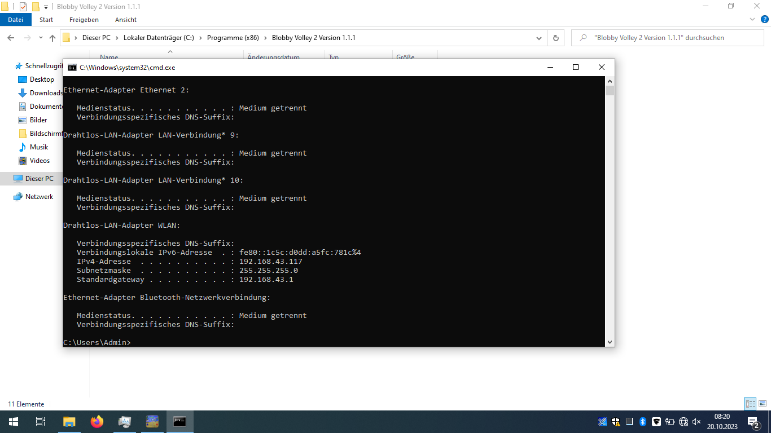 Blobby Volley 2 Version 1.1.1
Datei Start Freigeben Ansicht
Dieser PC > Lokaler Datenträger (C:) > Programme (x86) > Blobby Volley 2 Version 1.1.1
"Blobby Volley 2 Version 1.1.1" durchsuchen
Name Änderungsdatum Typ Größe
Schnellzugrif
Desktop
Downloads
Dokumente
Bilder
Bildschirmf
Musik
Videos
Dieser PC
Netzwerk
C:\Windows\system32\cmd.exe
Ethernet-Adapter Ethernet 2:
Medienstatus. . . . . . . . . . . : Medium getrennt
Verbindungsspezifisches DNS-Suffix:
Drahtlos-LAN-Adapter LAN-Verbindung* 9:
Medienstatus. . . . . . . . . . . : Medium getrennt
Verbindungsspezifisches DNS-Suffix:
Drahtlos-LAN-Adapter LAN-Verbindung* 10:
Medienstatus. . . . . . . . . . . : Medium getrennt
Verbindungsspezifisches DNS-Suffix:
Drahtlos-LAN-Adapter WLAN:
Verbindungsspezifisches DNS-Suffix:
Verbindungslokale IPv6-Adresse . : fe80::1c5c:d0dd:a5fc:781c%4
IPv4-Adresse . . . . . . . . . . : 192.168.43.117
Subnetzmaske . . . . . . . . . . : 255.255.255.0
Standardgateway . . . . . . . . . : 192.168.43.1
Ethernet-Adapter Bluetooth-Netzwerkverbindung:
Medienstatus. . . . . . . . . . . : Medium getrennt
Verbindungsspezifisches DNS-Suffix:
C:\Users\Admin>
11 Elemente
08:20
20.10.2023
2